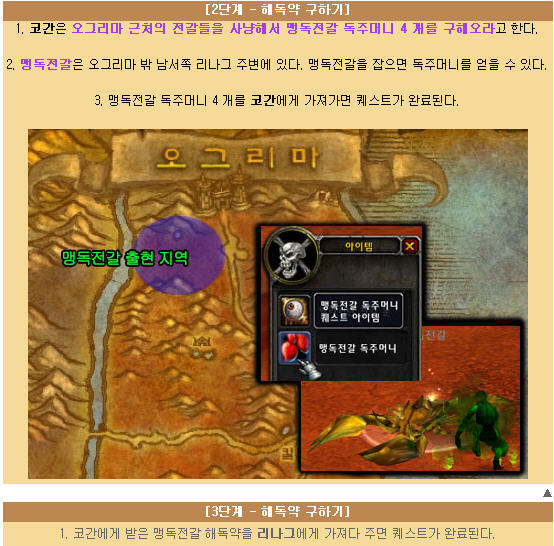 [2단계 - 해독약 구하기]
1. 코간은 오그리마 근처의 전갈들을 사냥해서 맹독전갈 독주머니 4 개를 구해오라고 한다.
2. 맹독전갈은 오그리마 밖 남서쪽 리나그 주변에 있다. 맹독전갈을 잡으면 독주머니를 얻을 수 있다.
3. 맹독전갈 독주머니 4 개를 코간에게 가져가면 퀘스트가 완료된다.
오그리마
맹독전갈 출현 지역
아이템
맹독전갈 독주머니
퀘스트 아이템
맹독전갈 독주머니
전갈
▲
[3단계 - 해독약 구하기]
1. 코간에게 받은 맹독전갈 해독약을 리나그에게 가져다 주면 퀘스트가 완료된다.